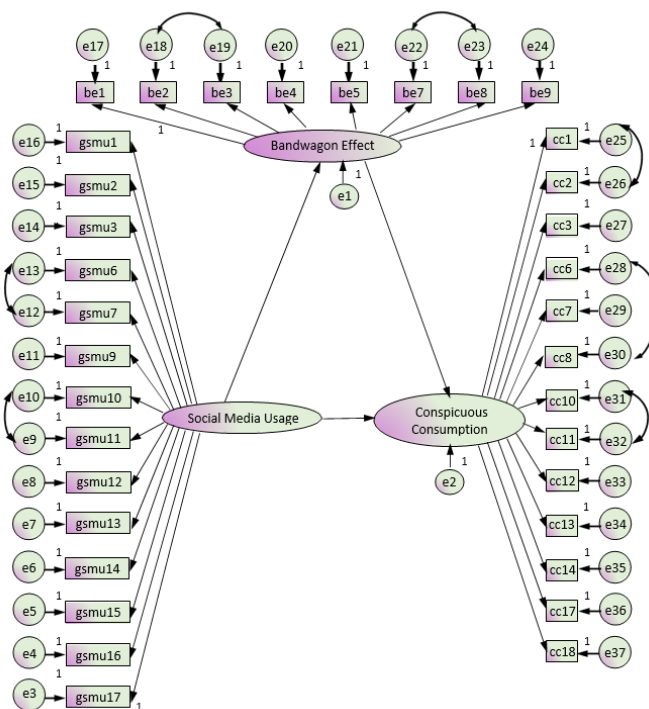 e17 e18 e19 e20 e21 e22 e23 e24
1 1 1 1 1 1 1 1
be1 be2 be3 be4 be5 be7 be8 be9
1
Bandwagon Effect
1
e1
e16 1 gsmu1
e15 1 gsmu2
e14 1 gsmu3
e13 1 gsmu6
e12 1 gsmu7
e11 1 gsmu9
e10 1 gsmu10
e9 1 gsmu11
e8 1 gsmu12
e7 1 gsmu13
e6 1 gsmu14
e5 1 gsmu15
e4 1 gsmu16
e3 1 gsmu17
1
Social Media Usage
Conspicuous
Consumption
1
e2
1
cc1 1 e25
cc2 1 e26
cc3 1 e27
cc6 1 e28
cc7 1 e29
cc8 1 e30
cc10 1 e31
cc11 1 e32
cc12 1 e33
cc13 1 e34
cc14 1 e35
cc17 1 e36
cc18 1 e37